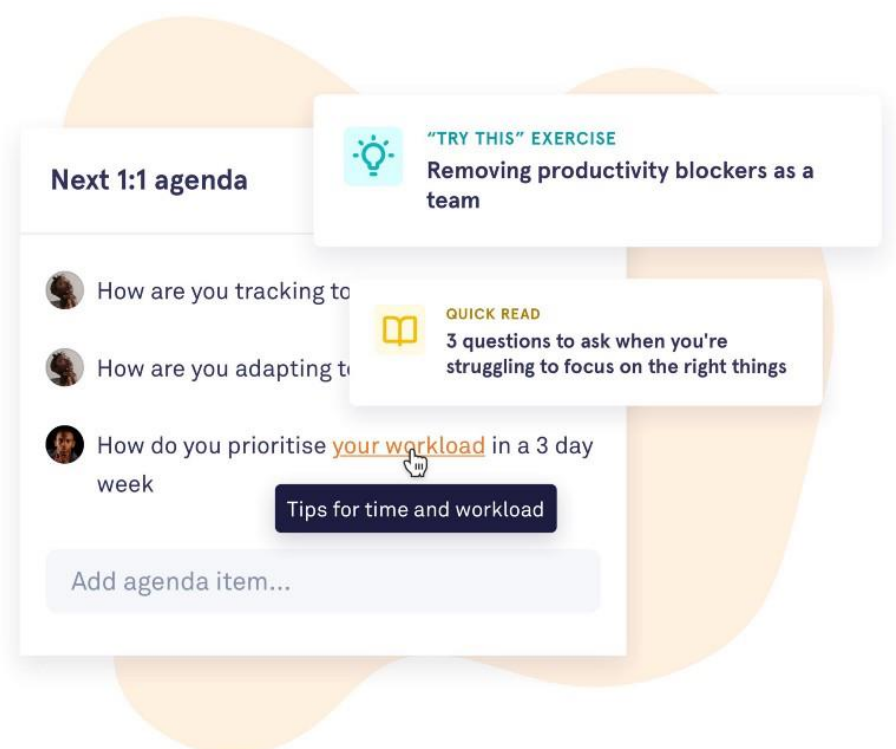 Next 1:1 agenda
“TRY THIS” EXERCISE
Removing productivity blockers as a
team
How are you tracking to
QUICK READ
3 questions to ask when you're
struggling to focus on the right things
How are you adapting
How do you prioritise your workload in a 3 day
week
Tips for time and workload
Add agenda item...